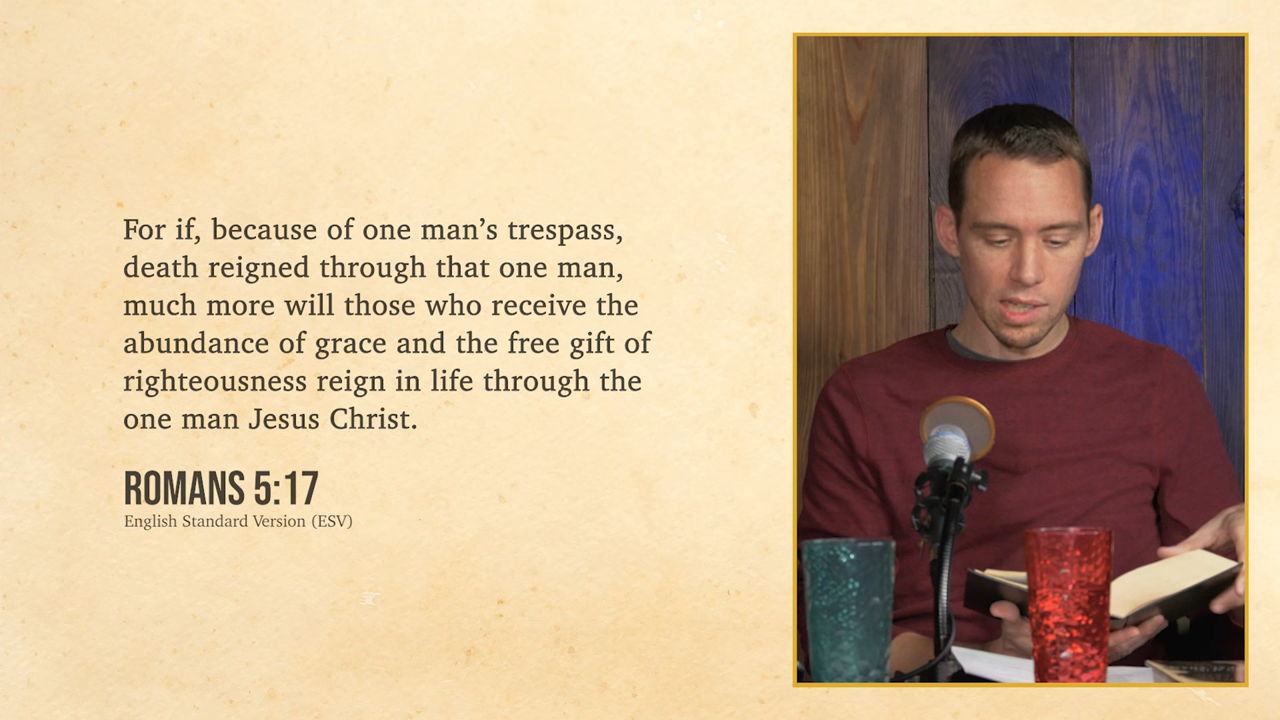 For if, because of one man’s trespass,
death reigned through that one man,
much more will those who receive the
abundance of grace and the free gift of
righteousness reign in life through the
one man Jesus Christ.
ROMANS 5:17
English Standard Version (ESV)